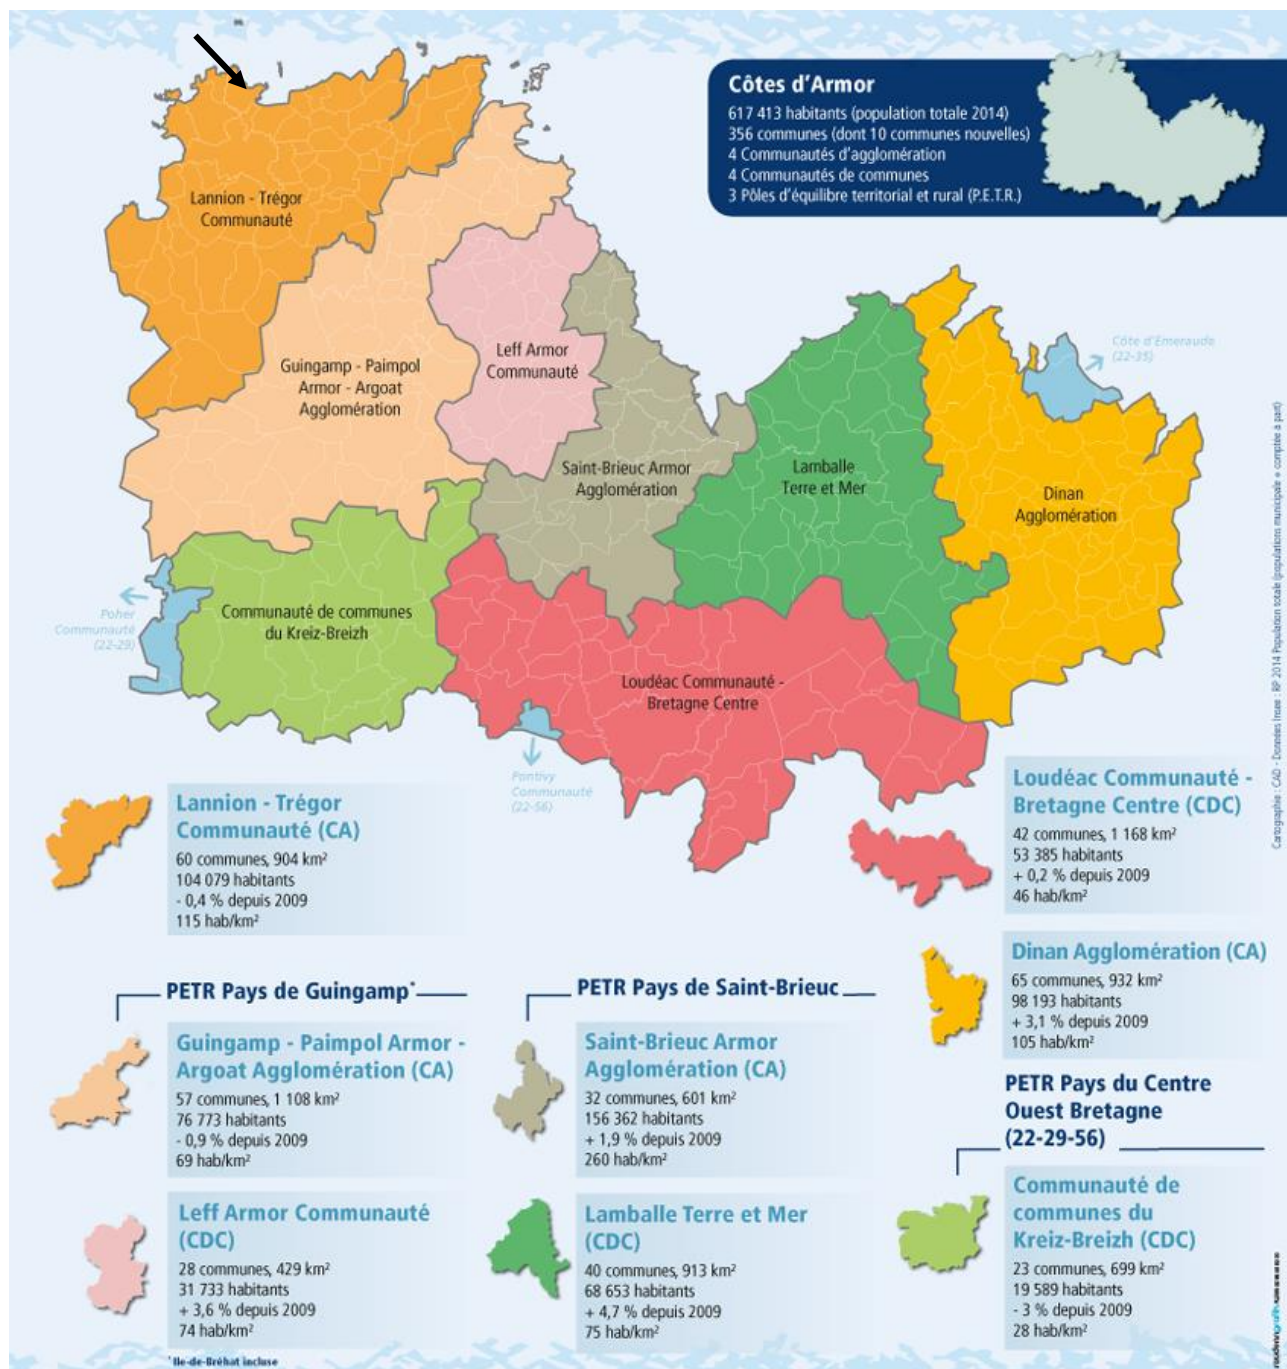 Côtes d'Armor
617 413 habitants (population totale 2014)
356 communes (dont 10 communes nouvelles)
4 Communautés d'agglomération
4 Communautés de communes
3 Pôles d'équilibre territorial et rural (P.E.T.R.)
Lannion - Trégor
Communauté
Guingamp - Paimpol
Armor - Argoat
Agglomération
Leff Armor
Communauté
Saint-Brieuc Armor
Agglomération
Lamballe
Terre et Mer
Dinan
Agglomération
Côte d'Emeraude
(22-35)
Poher
Communauté
(22-29)
Communauté de communes
du Kreiz-Breizh
Loudéac Communauté -
Bretagne Centre
Pontivy
Communauté
(22-56)
Cartographie : CAD - Données Insee : RP 2014 Population totale (populations municipale + comptée à part)
Lannion - Trégor
Communauté (CA)
60 communes, 904 km²
104 079 habitants
- 0,4 % depuis 2009
115 hab/km²
Loudéac Communauté -
Bretagne Centre (CDC)
42 communes, 1 168 km²
53 385 habitants
+ 0,2 % depuis 2009
46 hab/km²
Dinan Agglomération (CA)
65 communes, 932 km²
98 193 habitants
+ 3,1 % depuis 2009
105 hab/km²
PETR Pays de Guingamp*
Guingamp - Paimpol Armor -
Argoat Agglomération (CA)
57 communes, 1 108 km²
76 773 habitants
- 0,9 % depuis 2009
69 hab/km²
Leff Armor Communauté
(CDC)
28 communes, 429 km²
31 733 habitants
+ 3,6 % depuis 2009
74 hab/km²
* Ile-de-Bréhat incluse
PETR Pays de Saint-Brieuc
Saint-Brieuc Armor
Agglomération (CA)
32 communes, 601 km²
156 362 habitants
+ 1,9 % depuis 2009
260 hab/km²
Lamballe Terre et Mer
(CDC)
40 communes, 913 km²
68 653 habitants
+ 4,7 % depuis 2009
75 hab/km²
PETR Pays du Centre
Ouest Bretagne
(22-29-56)
Communauté de
communes du
Kreiz-Breizh (CDC)
23 communes, 699 km²
19 589 habitants
- 3 % depuis 2009
28 hab/km²